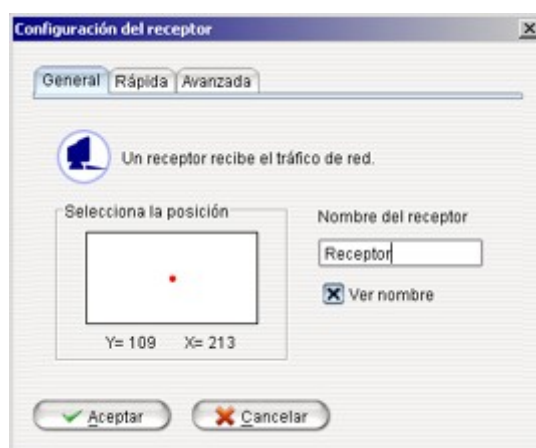 Configuración del receptor
General Rápida Avanzada
Un receptor recibe el tráfico de red.
Selecciona la posición
Y= 109 X= 213
Nombre del receptor
Receptor
Ver nombre
Aceptar Cancelar